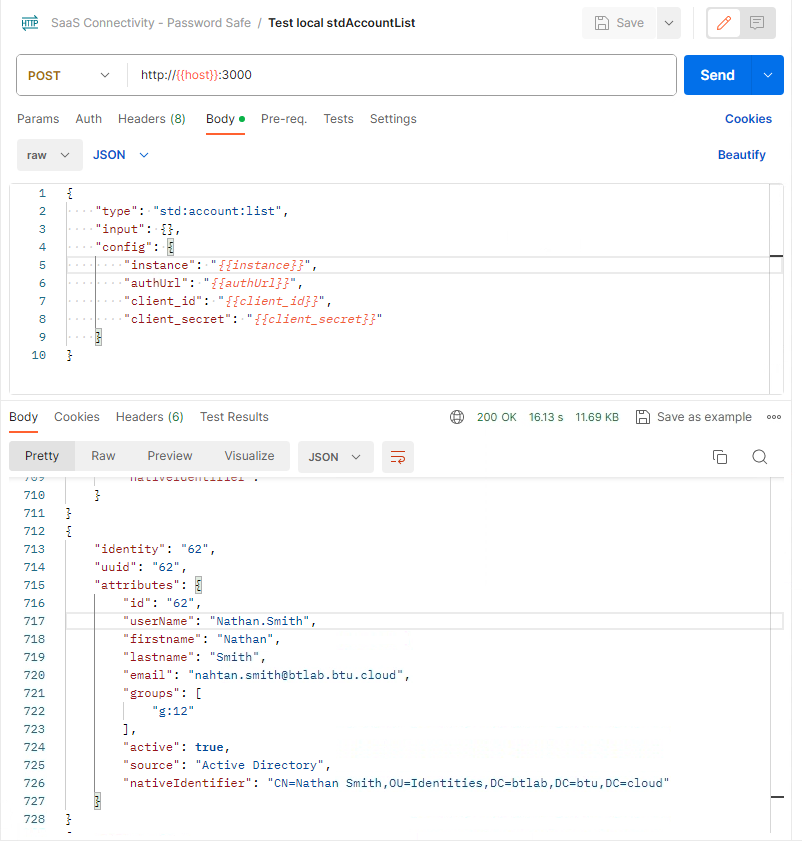 HTTP SaaS Connectivity - Password Safe / Test local stdAccountList Save
POST http://{{host}}:3000 Send
Params Auth Headers (8) Body Pre-req. Tests Settings Cookies
raw JSON Beautify
1 {
2 "type": "std:account:list",
3 "input": {},
4 "config": {
5 "instance": "{{instance}}",
6 "authUrl": "{{authUrl}}",
7 "client_id": "{{client_id}}",
8 "client_secret": "{{client_secret}}"
9 }
10 }
Body Cookies Headers (6) Test Results 200 OK 16.13 s 11.69 KB Save as example
Pretty Raw Preview Visualize JSON
709 "nativeIdentifier":
710 }
711 }
712 {
713 "identity": "62",
714 "uuid": "62",
715 "attributes": {
716 "id": "62",
717 "userName": "Nathan.Smith",
718 "firstname": "Nathan",
719 "lastname": "Smith",
720 "email": "nahtan.smith@btlab.btu.cloud",
721 "groups": [
722 "g:12"
723 ],
724 "active": true,
725 "source": "Active Directory",
726 "nativeIdentifier": "CN=Nathan Smith,OU=Identities,DC=btlab,DC=btu,DC=cloud"
727 }
728 }